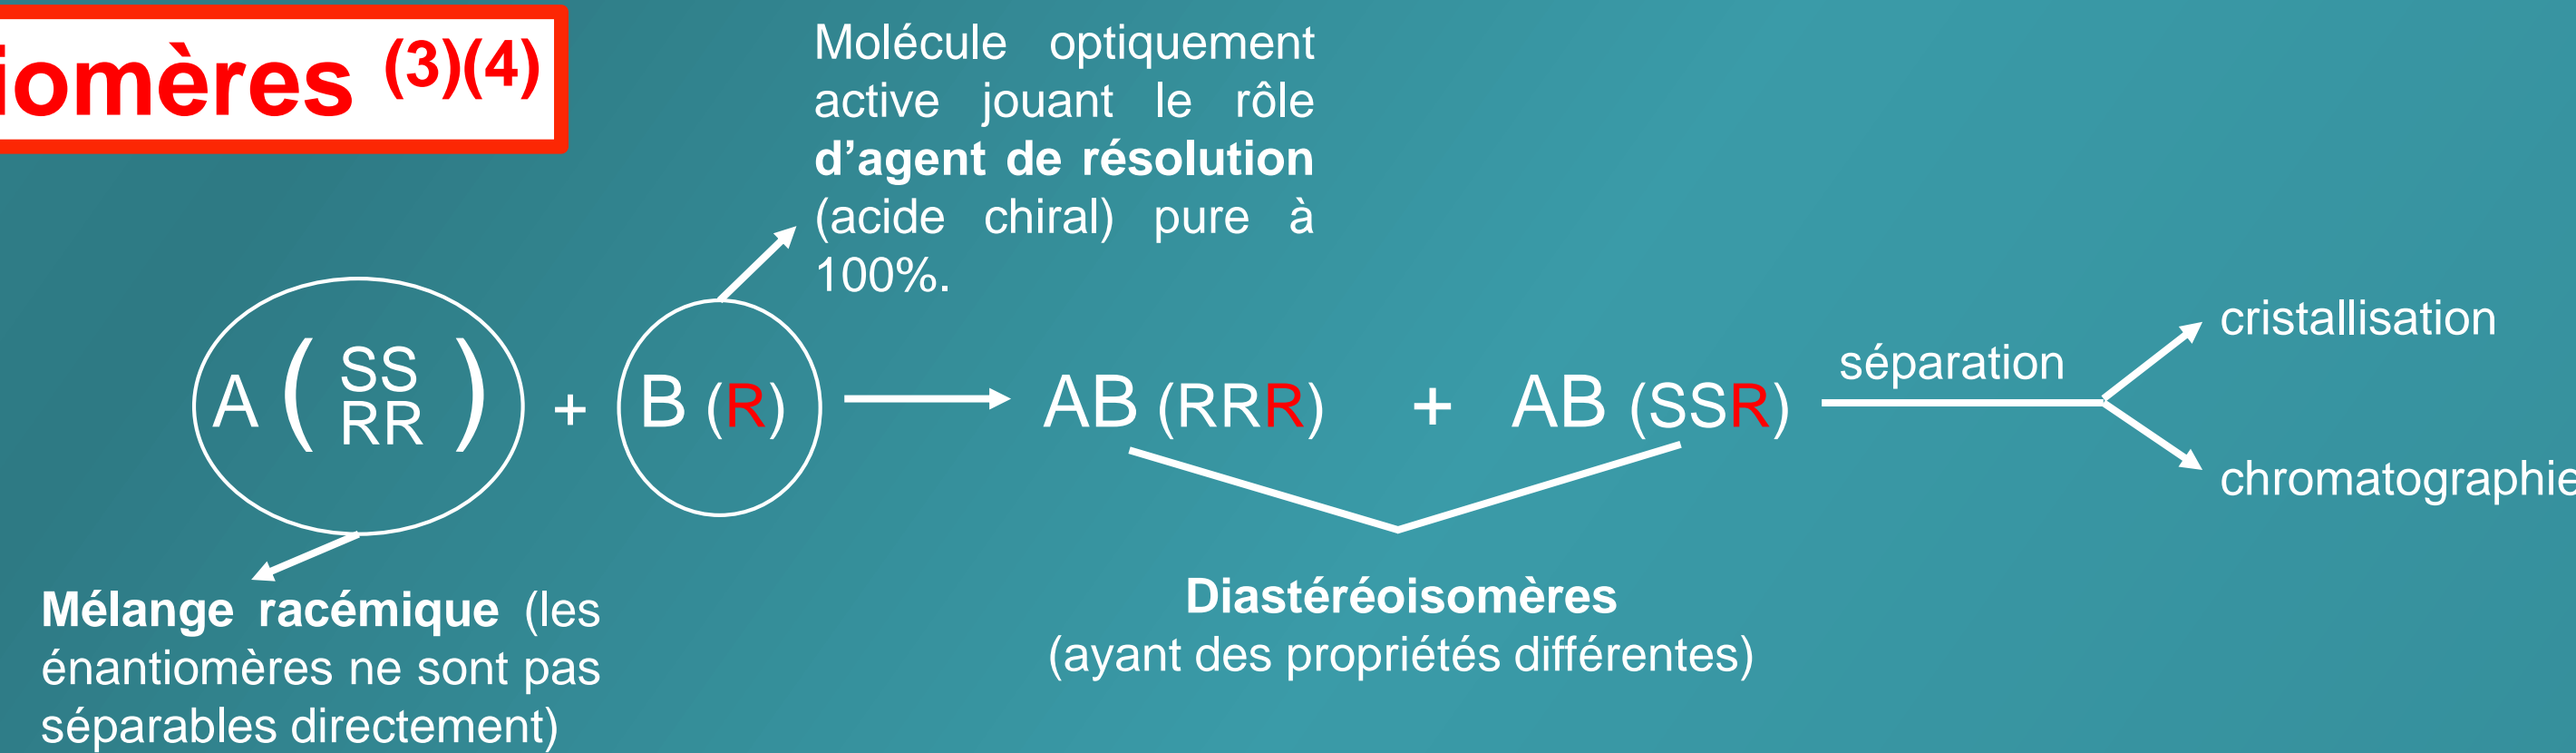 iomères (3)(4)
Molécule optiquement
active jouant le rôle
d’agent de résolution
(acide chiral) pure à
100%.
A ( SS
RR ) + B (R) AB (RRR) + AB (SSR)
séparation
cristallisation
chromatographie
Mélange racémique (les
énantiomères ne sont pas
séparables directement)
Diastéréoisomères
(ayant des propriétés différentes)